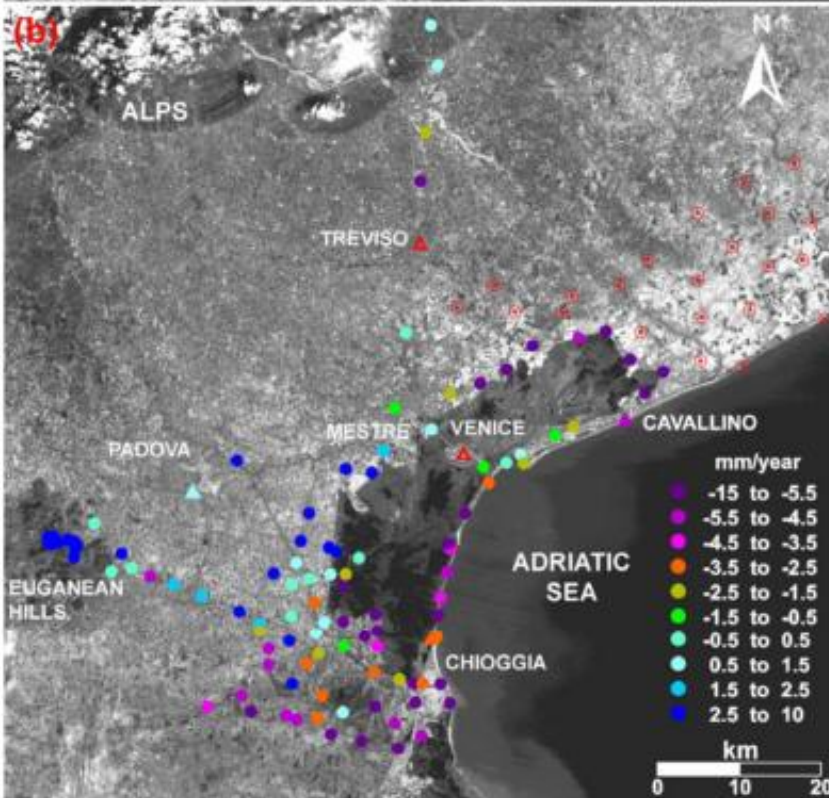 (b)
N
ALPS
TREVISO
CAVALLINO
MESTRE VENICE
PADOVA
mm/year
-15 to -5.5
-5.5 to -4.5
-4.5 to -3.5
-3.5 to -2.5
-2.5 to -1.5
-1.5 to -0.5
-0.5 to 0.5
0.5 to 1.5
1.5 to 2.5
2.5 to 10
ADRIATIC
SEA
EUGANEAN
HILLS
CHIOGGIA
km
0 10 20